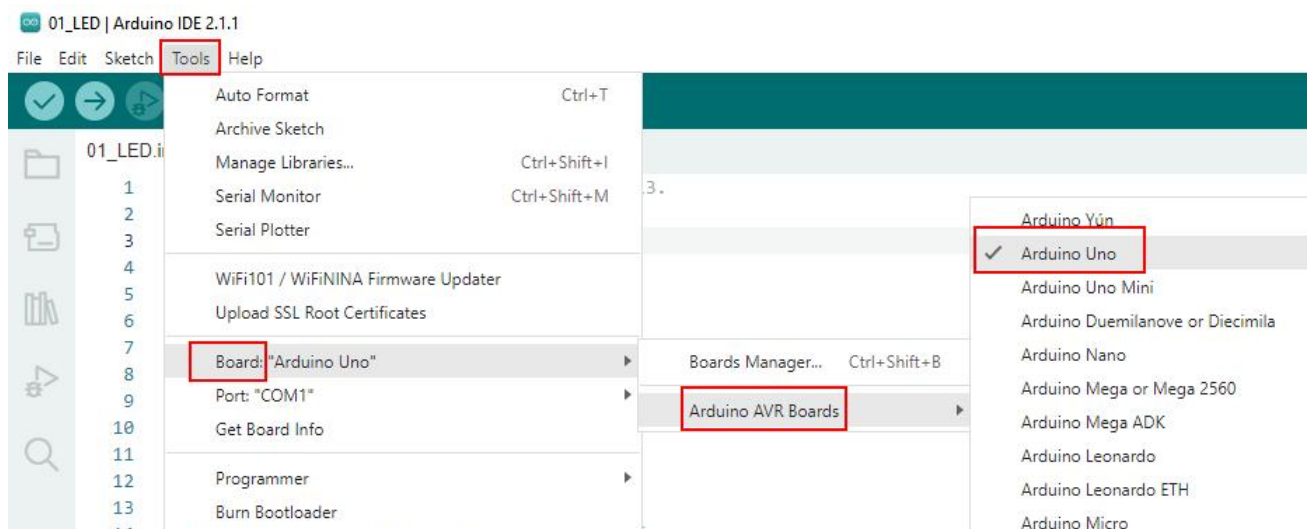 01_LED | Arduino IDE 2.1.1
File Edit Sketch Tools Help
Auto Format Ctrl+T
Archive Sketch
Manage Libraries... Ctrl+Shift+I
Serial Monitor Ctrl+Shift+M
Serial Plotter
WiFi101 / WiFiNINA Firmware Updater
Upload SSL Root Certificates
Board: "Arduino Uno"
Port: "COM1"
Get Board Info
Programmer
Burn Bootloader
01_LED.i
1
2
3
4
5
6
7
8
9
10
11
12
13
3.
Boards Manager... Ctrl+Shift+B
Arduino AVR Boards
Arduino Yún
Arduino Uno
Arduino Uno Mini
Arduino Duemilanove or Diecimila
Arduino Nano
Arduino Mega or Mega 2560
Arduino Mega ADK
Arduino Leonardo
Arduino Leonardo ETH
Arduino Micro